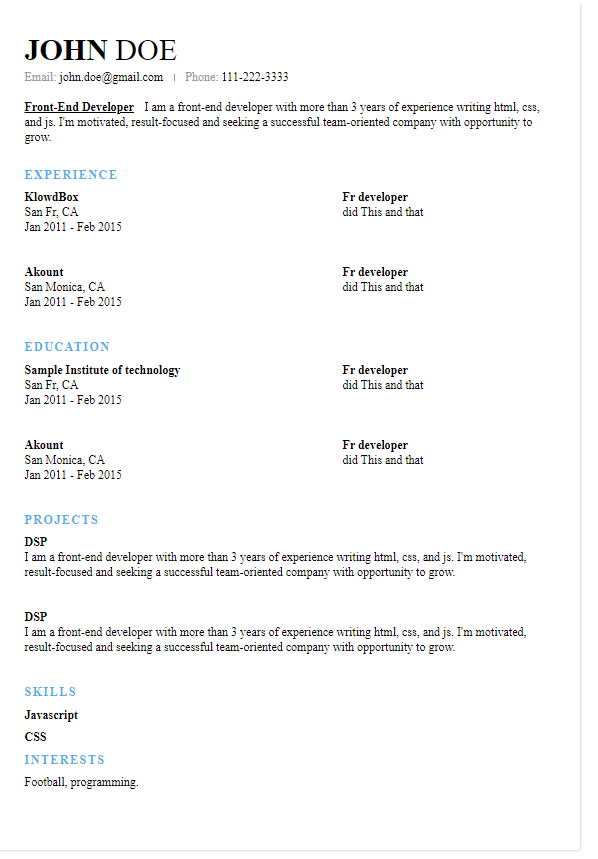 JOHN DOE
Email: john.doe@gmail.com | Phone: 111-222-3333
Front-End Developer I am a front-end developer with more than 3 years of experience writing html, css,
and js. I'm motivated, result-focused and seeking a successful team-oriented company with opportunity to
grow.
EXPERIENCE
KlowdBox Fr developer
San Fr, CA did This and that
Jan 2011 - Feb 2015
Akount Fr developer
San Monica, CA did This and that
Jan 2011 - Feb 2015
EDUCATION
Sample Institute of technology Fr developer
San Fr, CA did This and that
Jan 2011 - Feb 2015
Akount Fr developer
San Monica, CA did This and that
Jan 2011 - Feb 2015
PROJECTS
DSP
I am a front-end developer with more than 3 years of experience writing html, css, and js. I'm motivated,
result-focused and seeking a successful team-oriented company with opportunity to grow.
DSP
I am a front-end developer with more than 3 years of experience writing html, css, and js. I'm motivated,
result-focused and seeking a successful team-oriented company with opportunity to grow.
SKILLS
Javascript
CSS
INTERESTS
Football, programming.